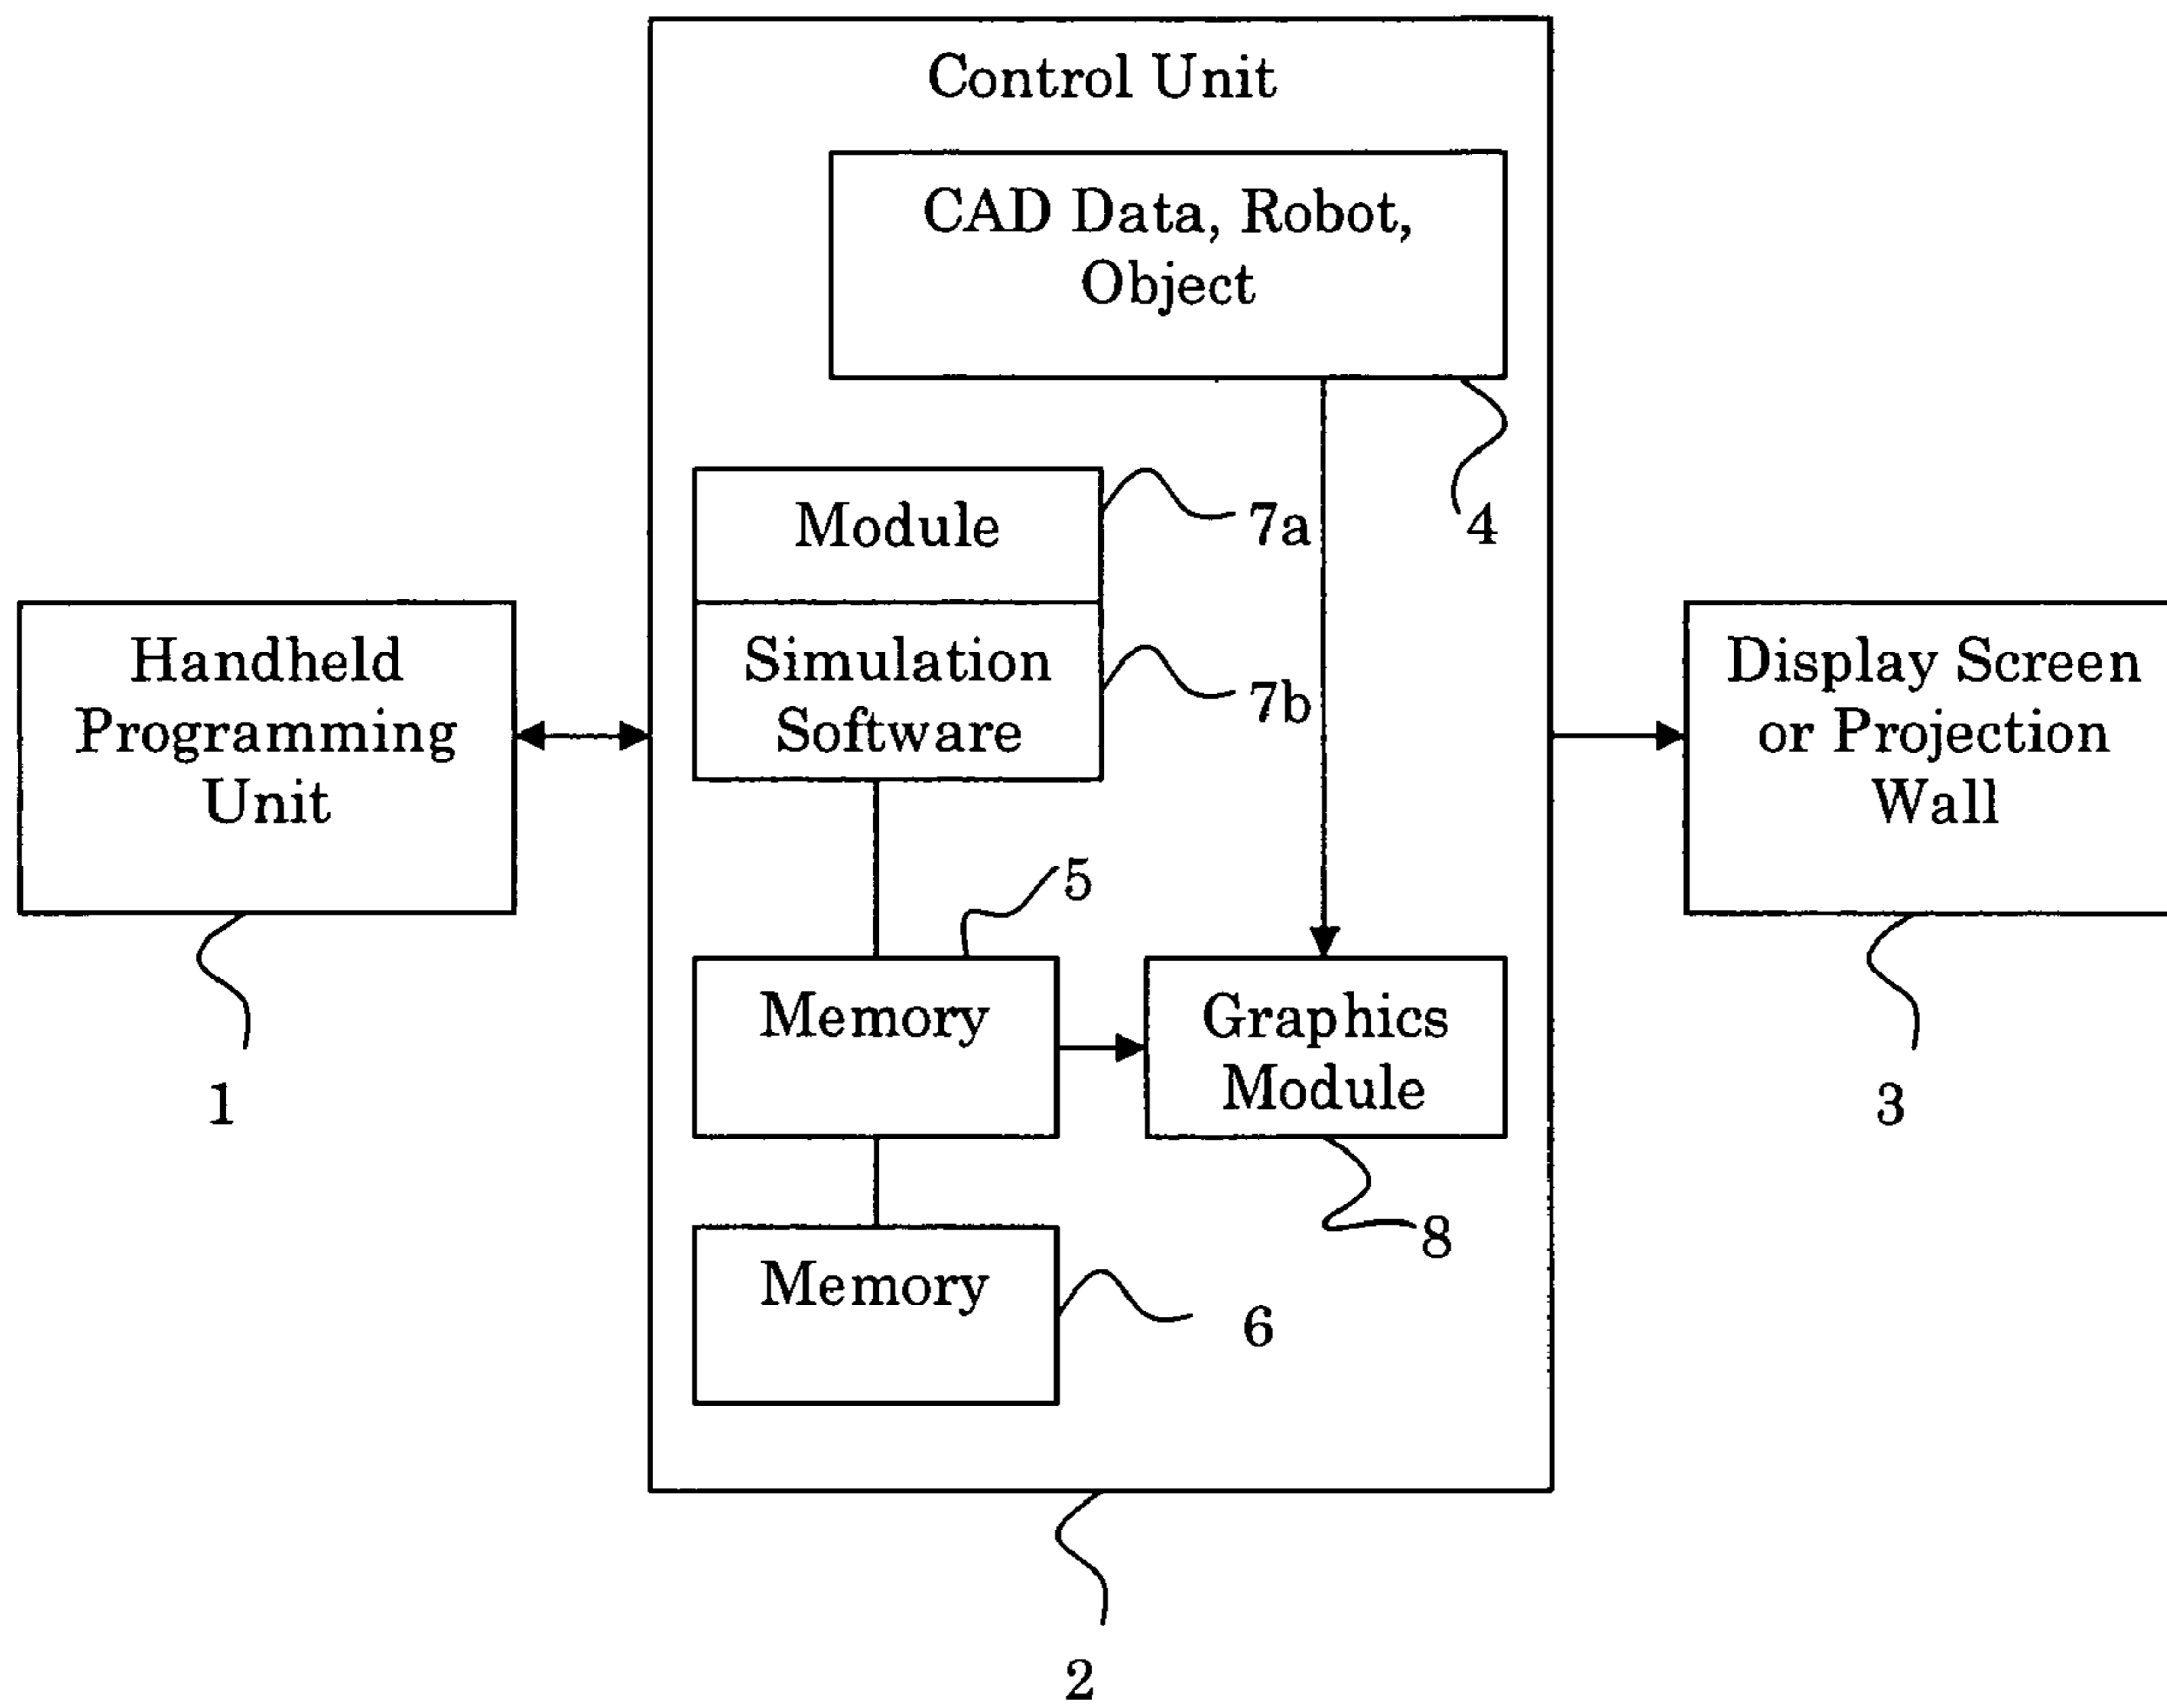 Control Unit
CAD Data, Robot,
Object
Module
7a
4
Simulation
Software
7b
Handheld
Programming
Unit
1
Display Screen
or Projection
Wall
3
5
Memory
Graphics
Module
8
Memory
6
2